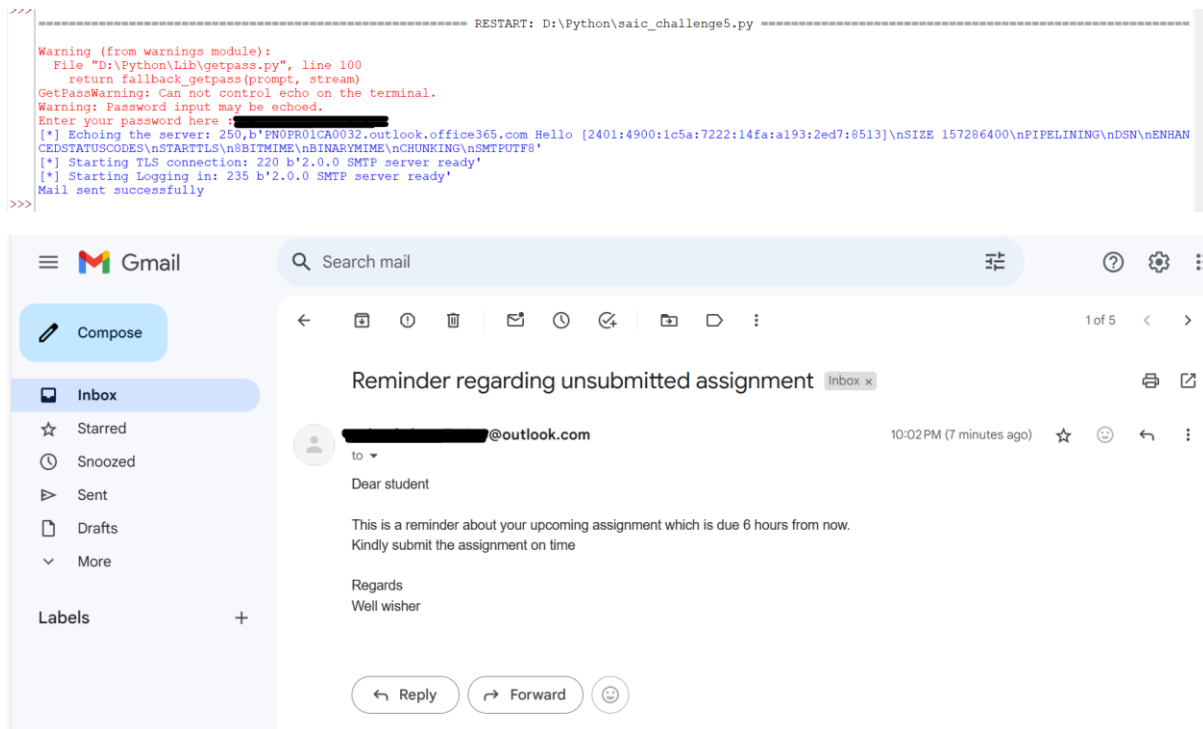 >>>
=================== RESTART: D:\Python\saic_challenge5.py ===================
Warning (from warnings module):
File "D:\Python\Lib\getpass.py", line 100
return fallback_getpass(prompt, stream)
GetPassWarning: Can not control echo on the terminal.
Warning: Password input may be echoed.
Enter your password here :
[*] Echoing the server: 250,b'PN0PR01CA0032.outlook.office365.com Hello [2401:4900:1c5a:7222:14fa:a193:2ed7:8513]\nSIZE 157286400\nPIPELINING\nDSN\nENHAN
CEDSTATUSCODES\nSTARTTLS\n8BITMIME\nBINARYMIME\nCHUNKING\nSMTPUTF8'
[*] Starting TLS connection: 220 b'2.0.0 SMTP server ready'
[*] Starting Logging in: 235 b'2.0.0 SMTP server ready'
Mail sent successfully
>>>
Gmail
Search mail
Compose
1 of 5
Inbox
Starred
Snoozed
Sent
Drafts
More
Labels
Reminder regarding unsubmitted assignment Inbox x
@outlook.com
10:02 PM (7 minutes ago)
to
Dear student
This is a reminder about your upcoming assignment which is due 6 hours from now.
Kindly submit the assignment on time
Regards
Well wisher
Reply
Forward